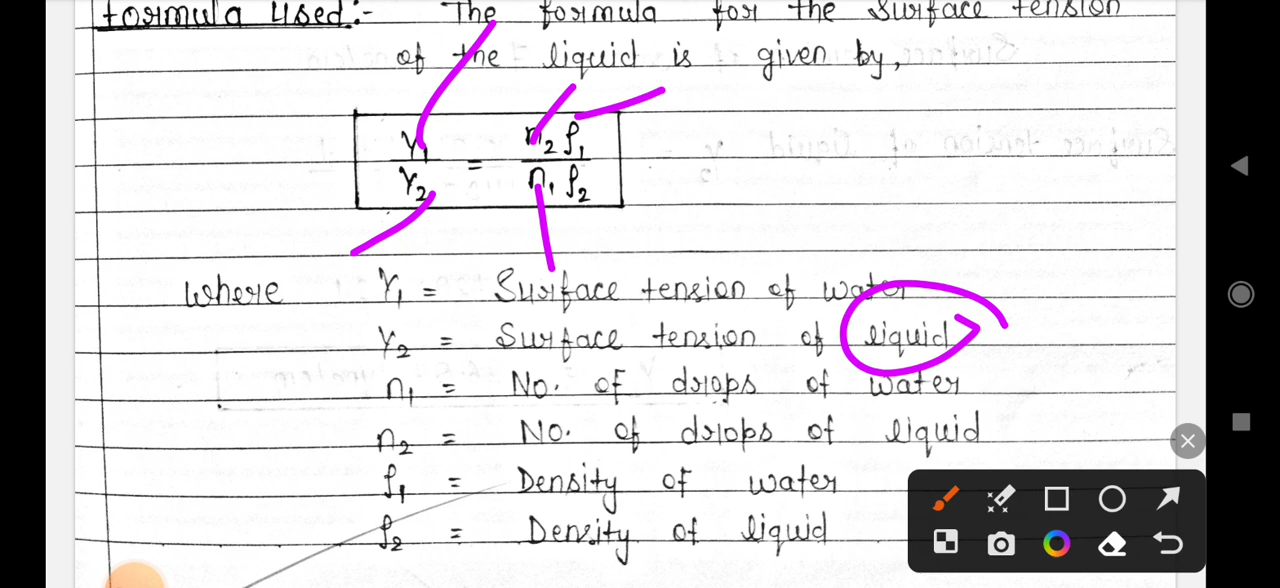 Formula Used:- The formula for the Surface tension
of the liquid is given by,
γ₁/γ₂ = n₂ ρ₁/n₁ ρ₂
where γ₁ = Surface tension of water
γ₂ = Surface tension of liquid
n₁ = No. of drops of water
n₂ = No. of drops of liquid
ρ₁ = Density of water
ρ₂ = Density of liquid